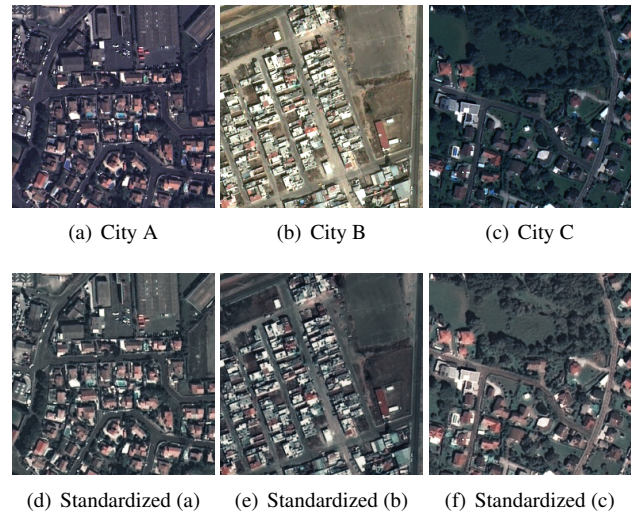 (a) City A
(b) City B
(c) City C
(d) Standardized (a)
(e) Standardized (b)
(f) Standardized (c)